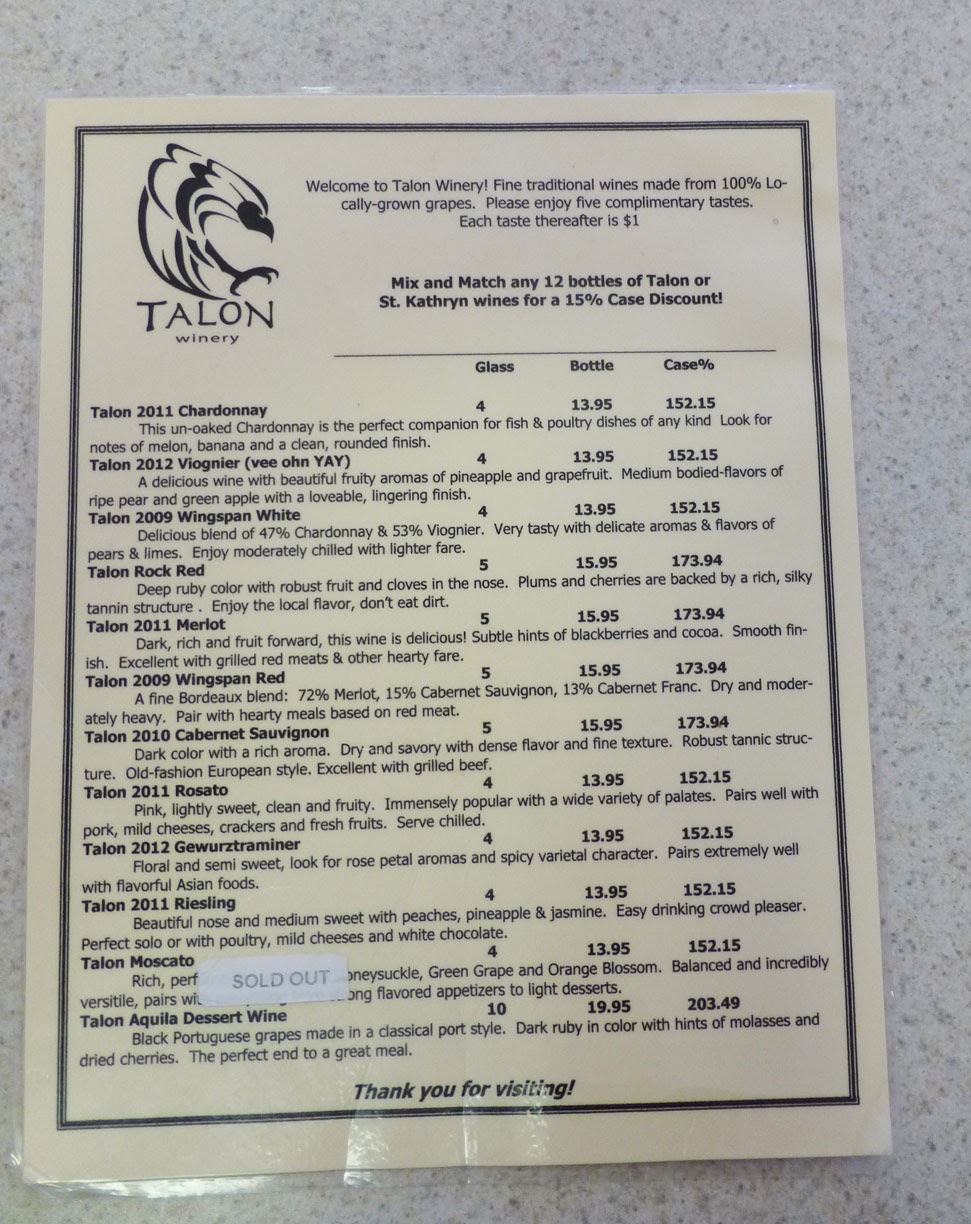 TALON
winery
Welcome to Talon Winery! Fine traditional wines made from 100% Lo-
cally-grown grapes. Please enjoy five complimentary tastes.
Each taste thereafter is $1
Mix and Match any 12 bottles of Talon or
St. Kathryn wines for a 15% Case Discount!
Glass Bottle Case%
Talon 2011 Chardonnay 4 13.95 152.15
This un-oaked Chardonnay is the perfect companion for fish & poultry dishes of any kind Look for
notes of melon, banana and a clean, rounded finish.
Talon 2012 Viognier (vee ohn YAY) 4 13.95 152.15
A delicious wine with beautiful fruity aromas of pineapple and grapefruit. Medium bodied-flavors of
ripe pear and green apple with a loveable, lingering finish.
Talon 2009 Wingspan White 4 13.95 152.15
Delicious blend of 47% Chardonnay & 53% Viognier. Very tasty with delicate aromas & flavors of
pears & limes. Enjoy moderately chilled with lighter fare.
Talon Rock Red 5 15.95 173.94
Deep ruby color with robust fruit and cloves in the nose. Plums and cherries are backed by a rich, silky
tannin structure . Enjoy the local flavor, don't eat dirt.
Talon 2011 Merlot 5 15.95 173.94
Dark, rich and fruit forward, this wine is delicious! Subtle hints of blackberries and cocoa. Smooth fin-
ish. Excellent with grilled red meats & other hearty fare.
Talon 2009 Wingspan Red 5 15.95 173.94
A fine Bordeaux blend: 72% Merlot, 15% Cabernet Sauvignon, 13% Cabernet Franc. Dry and moder-
ately heavy. Pair with hearty meals based on red meat.
Talon 2010 Cabernet Sauvignon 5 15.95 173.94
Dark color with a rich aroma. Dry and savory with dense flavor and fine texture. Robust tannic struc-
ture. Old-fashion European style. Excellent with grilled beef.
Talon 2011 Rosato 4 13.95 152.15
Pink, lightly sweet, clean and fruity. Immensely popular with a wide variety of palates. Pairs well with
pork, mild cheeses, crackers and fresh fruits. Serve chilled.
Talon 2012 Gewurztraminer 4 13.95 152.15
Floral and semi sweet, look for rose petal aromas and spicy varietal character. Pairs extremely well
with flavorful Asian foods.
Talon 2011 Riesling 4 13.95 152.15
Beautiful nose and medium sweet with peaches, pineapple & jasmine. Easy drinking crowd pleaser.
Perfect solo or with poultry, mild cheeses and white chocolate.
Talon Moscato 4 13.95 152.15
Rich, perf SOLD OUT oneysuckle, Green Grape and Orange Blossom. Balanced and incredibly
versitile, pairs wi ong flavored appetizers to light desserts.
Talon Aquila Dessert Wine 10 19.95 203.49
Black Portuguese grapes made in a classical port style. Dark ruby in color with hints of molasses and
dried cherries. The perfect end to a great meal.
Thank you for visiting!